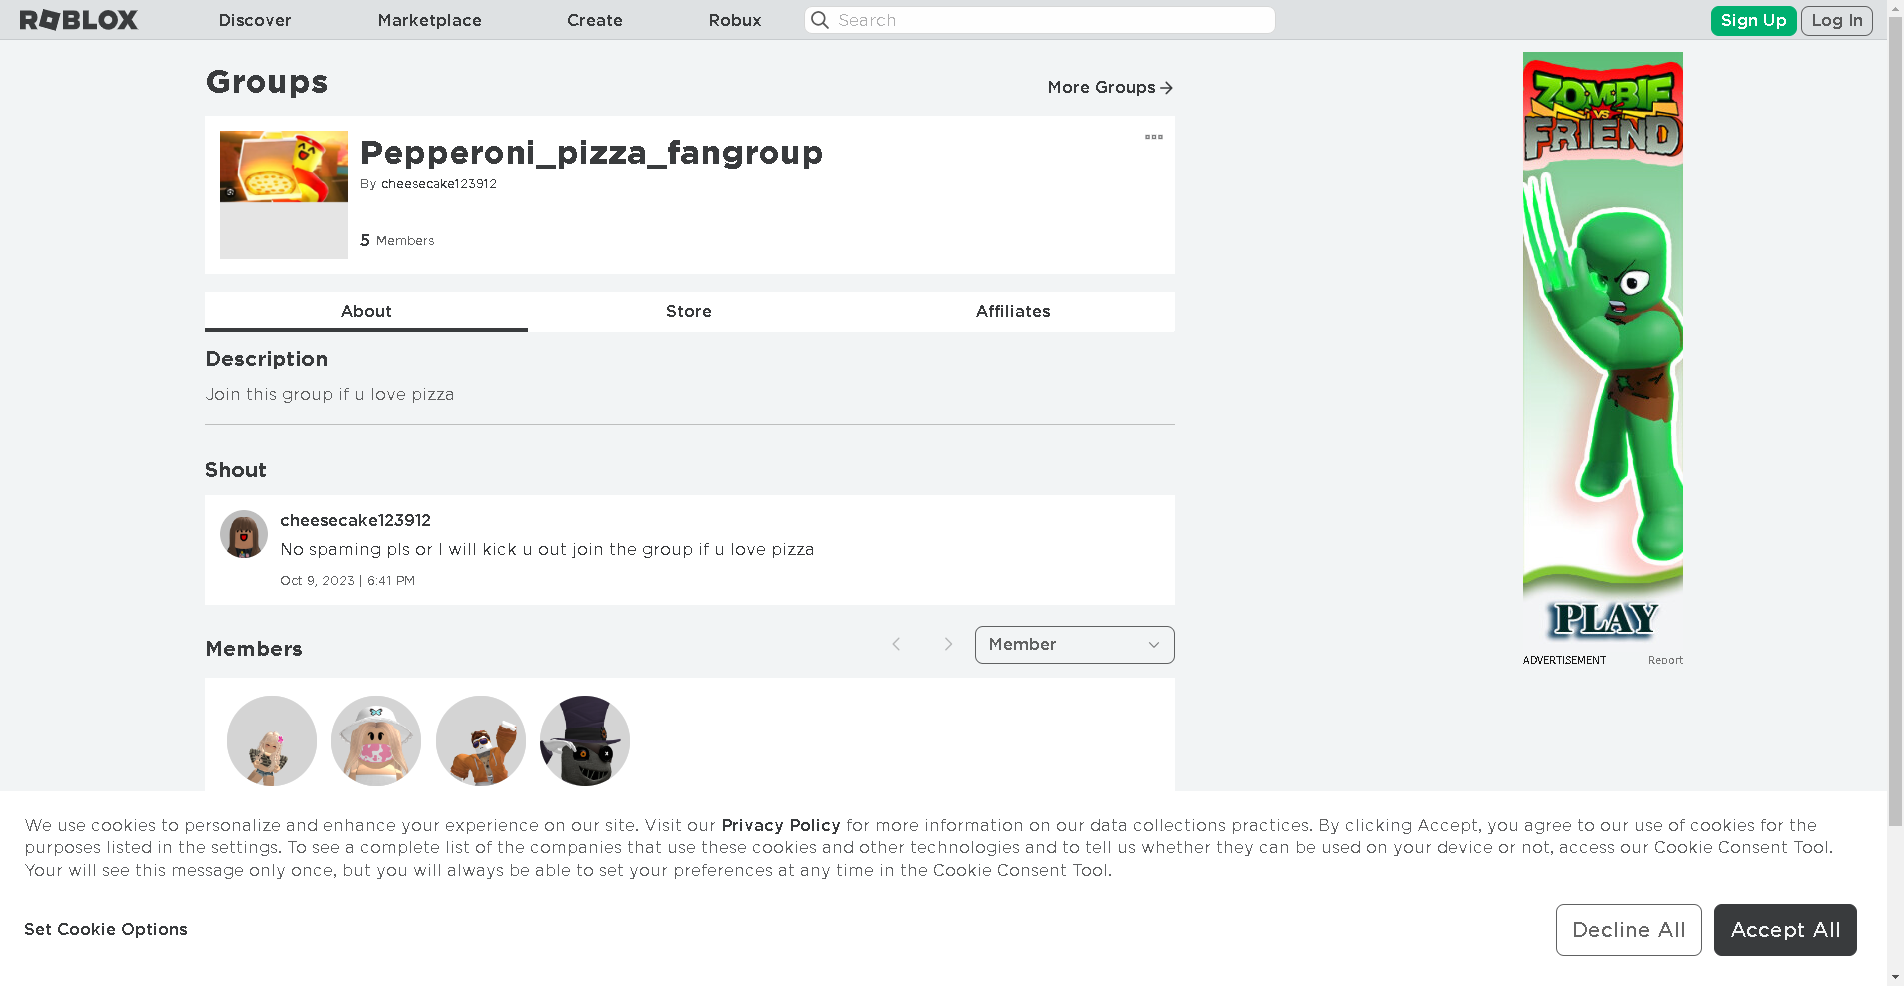 ROBLOX Discover Marketplace Create Robux Search Sign Up Log In
Groups
More Groups
Pepperoni_pizza_fangroup
By cheesecake123912
5 Members
About Store Affiliates
Description
Join this group if u love pizza
Shout
cheesecake123912
No spaming pls or I will kick u out join the group if u love pizza
Oct 9, 2023 | 6:41 PM
Members
Member
ZOMBIE
VS
FRIEND
PLAY
ADVERTISEMENT Report
We use cookies to personalize and enhance your experience on our site. Visit our Privacy Policy for more information on our data collections practices. By clicking Accept, you agree to our use of cookies for the
purposes listed in the settings. To see a complete list of the companies that use these cookies and other technologies and to tell us whether they can be used on your device or not, access our Cookie Consent Tool.
Your will see this message only once, but you will always be able to set your preferences at any time in the Cookie Consent Tool.
Set Cookie Options
Decline All
Accept All